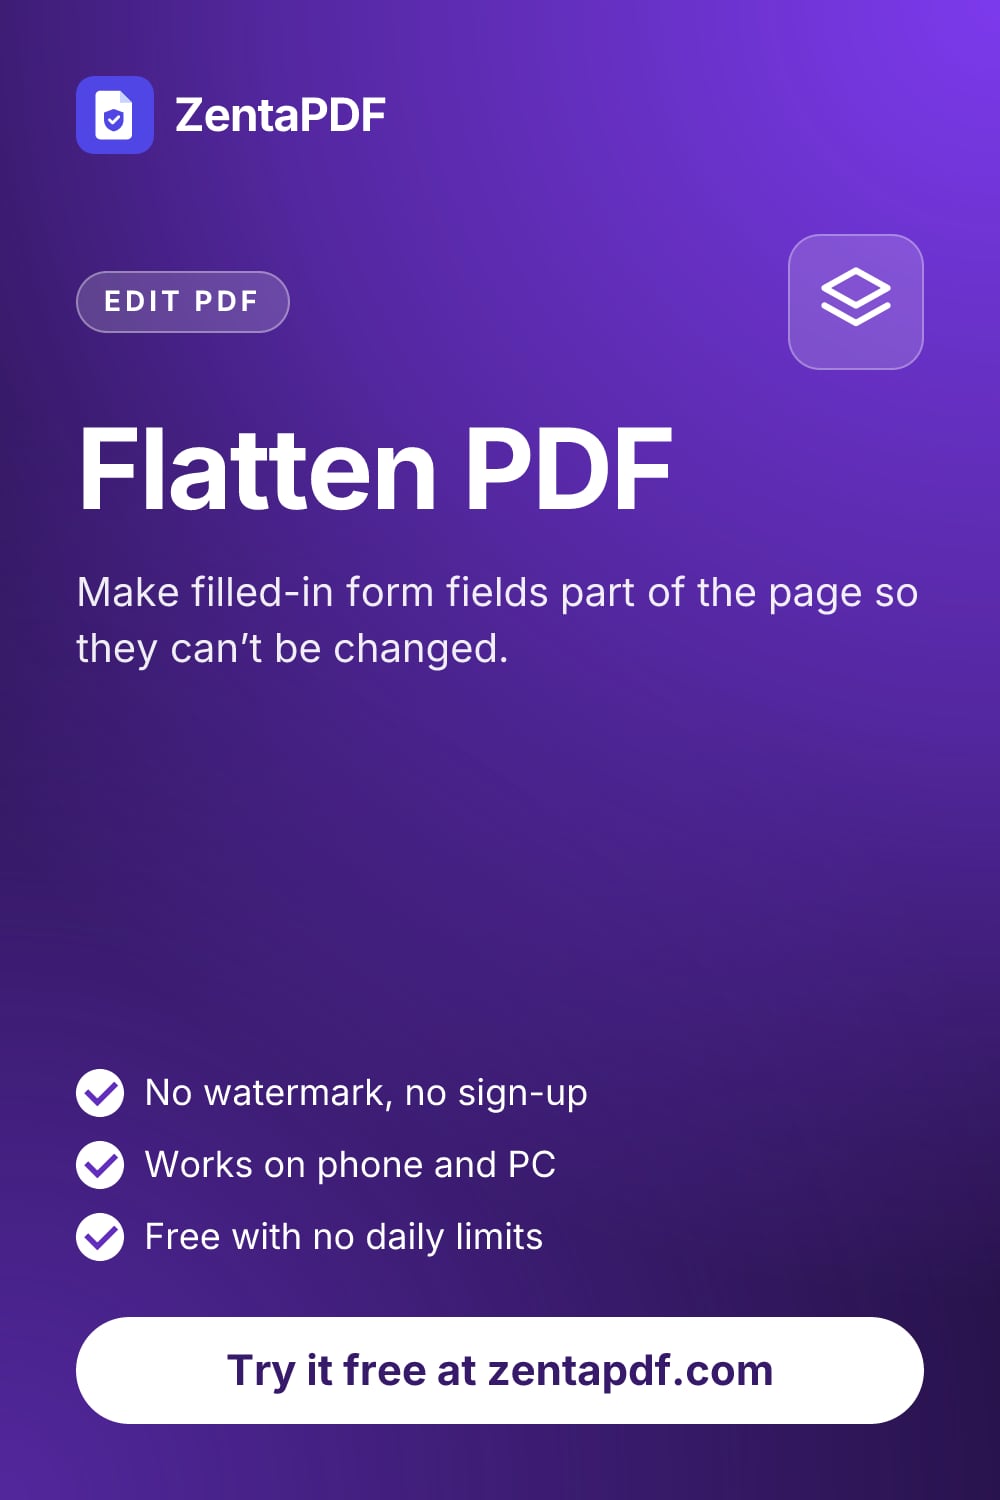 ZentaPDF
EDIT PDF
Flatten PDF
Make filled-in form fields part of the page so
they can’t be changed.
No watermark, no sign-up
Works on phone and PC
Free with no daily limits
Try it free at zentapdf.com